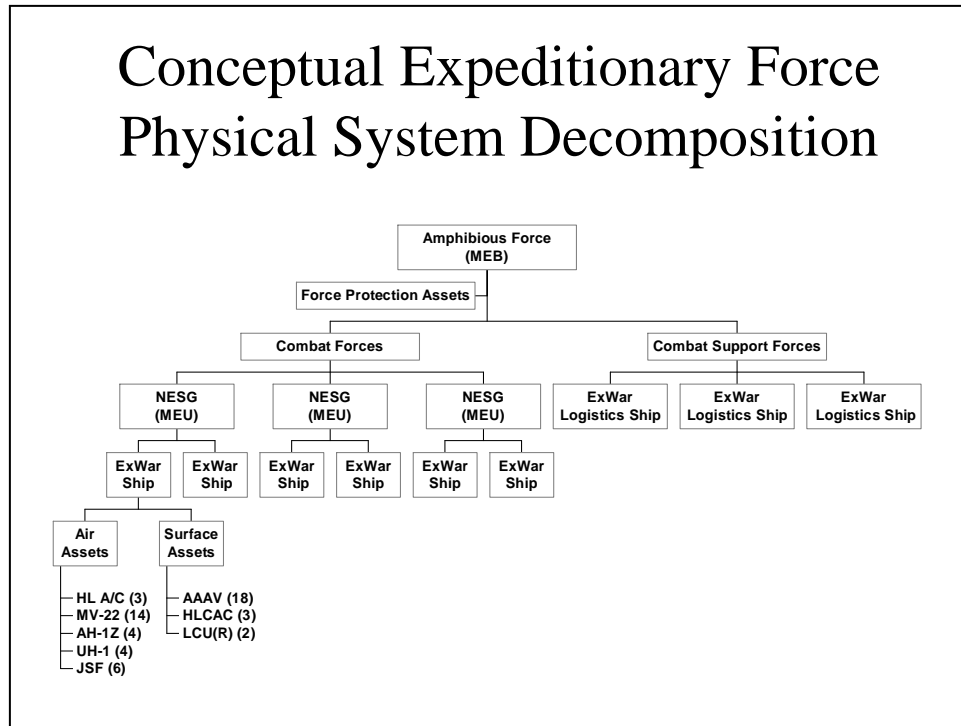 Conceptual Expeditionary Force
Physical System Decomposition
Amphibious Force
(MEB)
Force Protection Assets
Combat Forces
Combat Support Forces
NESG
(MEU)
NESG
(MEU)
NESG
(MEU)
ExWar
Logistics Ship
ExWar
Logistics Ship
ExWar
Logistics Ship
ExWar
Ship
ExWar
Ship
ExWar
Ship
ExWar
Ship
ExWar
Ship
ExWar
Ship
Air
Assets
Surface
Assets
HL A/C (3)
MV-22 (14)
AH-1Z (4)
UH-1 (4)
JSF (6)
AAAV (18)
HLCAC (3)
LCU(R) (2)